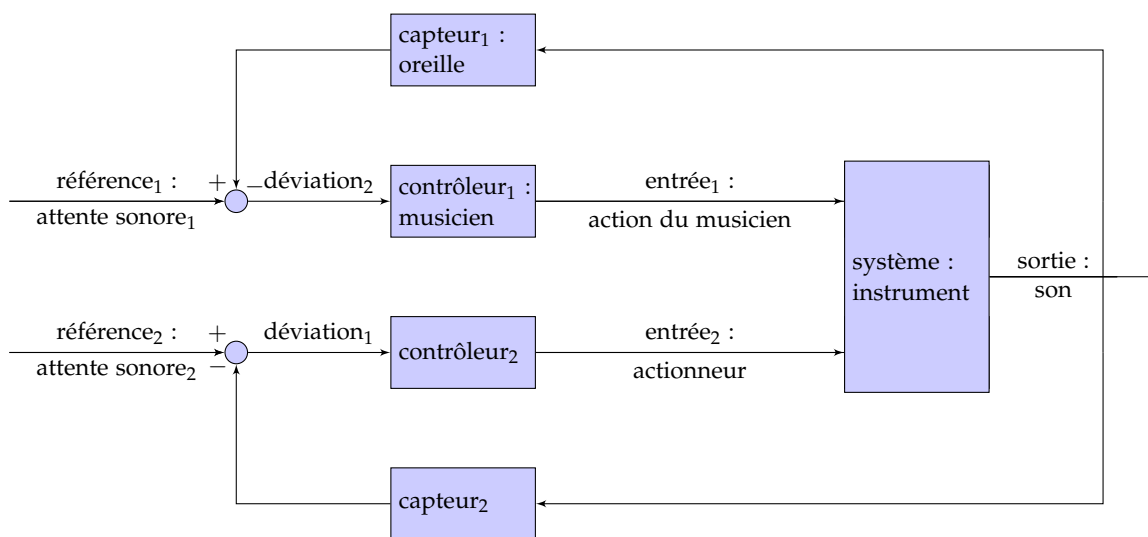 capteur₁ :
oreille
référence₁ :
attente sonore₁
+
−
déviation₂
contrôleur₁ :
musicien
entrée₁ :
action du musicien
système :
instrument
sortie :
son
référence₂ :
attente sonore₂
+
−
déviation₁
contrôleur₂
entrée₂ :
actionneur
capteur₂